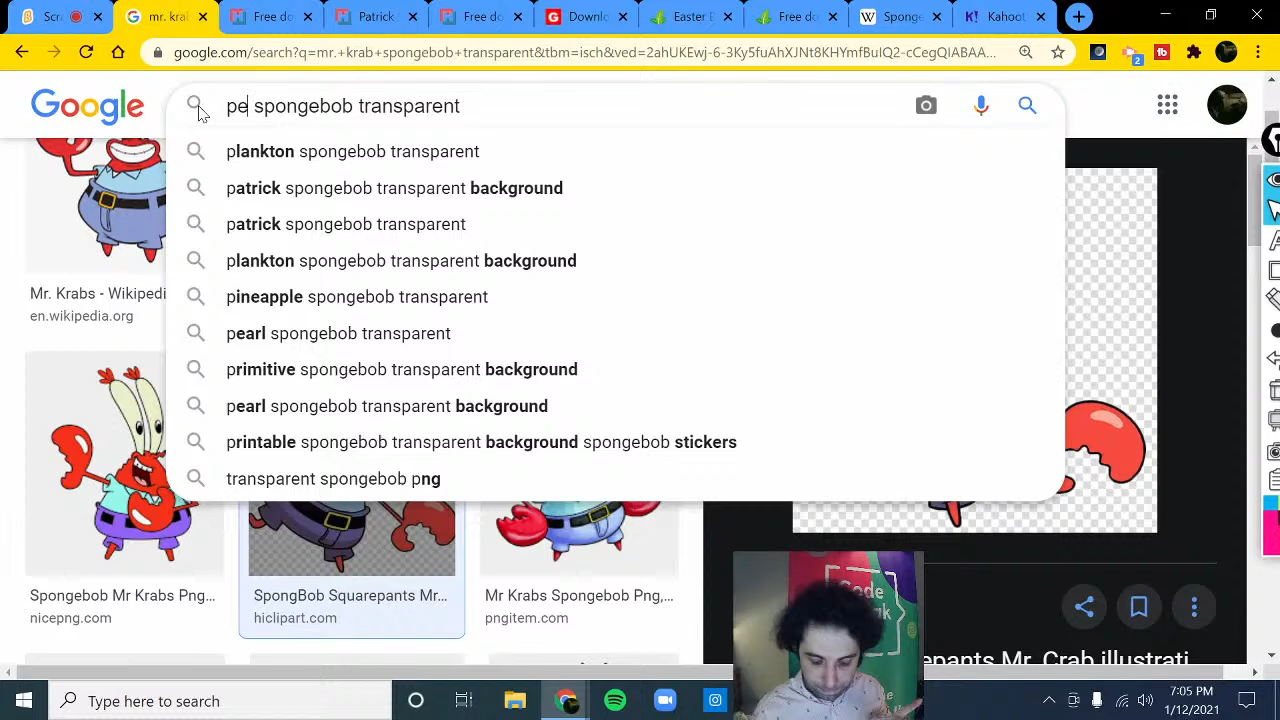 Scr
mr. kra
Free do
Patrick
Free do
Downlo
Easter
Free do
Sponge
Kahoot
google.com/search?q=mr.+krab+spongebob+transparent&tbm=isch&ved=2ahUKEwj-6-3Ky5fuAhXJNt8KHYmfBuIQ2-cCegQIABAA...
2
Google
pe spongebob transparent
plankton spongebob transparent
patrick spongebob transparent background
patrick spongebob transparent
plankton spongebob transparent background
pineapple spongebob transparent
pearl spongebob transparent
primitive spongebob transparent background
pearl spongebob transparent background
printable spongebob transparent background spongebob stickers
transparent spongebob png
Mr. Krabs - Wikipedi
en.wikipedia.org
Spongebob Mr Krabs Png...
nicepng.com
SpongBob Squarepants Mr...
hiclipart.com
Mr Krabs Spongebob Png,...
pngitem.com
epants Mr. Crab illustrati
Type here to search
7:05 PM
1/12/2021